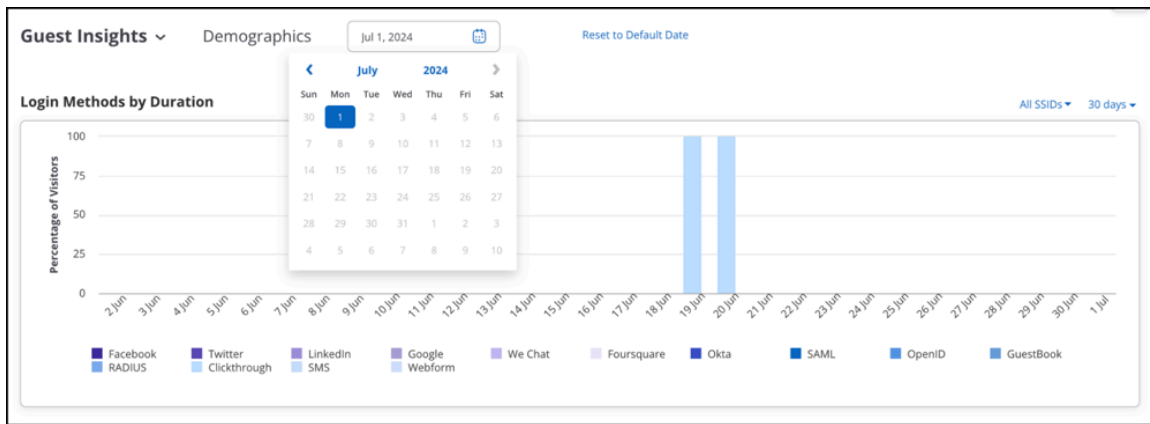 Guest Insights Demographics Jul 1, 2024 Reset to Default Date
July 2024
Sun Mon Tue Wed Thu Fri Sat
30 1 2 3 4 5 6
7 8 9 10 11 12 13
14 15 16 17 18 19 20
21 22 23 24 25 26 27
28 29 30 31 1 2 3
4 5 6 7 8 9 10
Login Methods by Duration
All SSIDs 30 days
Percentage of Visitors
100
75
50
25
0
2 Jun 3 Jun 4 Jun 5 Jun 6 Jun 7 Jun 8 Jun 9 Jun 10 Jun 11 Jun 12 Jun 13 Jun 14 Jun 15 Jun 16 Jun 17 Jun 18 Jun 19 Jun 20 Jun 21 Jun 22 Jun 23 Jun 24 Jun 25 Jun 26 Jun 27 Jun 28 Jun 29 Jun 30 Jun 1 Jul
Facebook Twitter LinkedIn Google We Chat Foursquare Okta SAML OpenID GuestBook
RADIUS Clickthrough SMS Webform